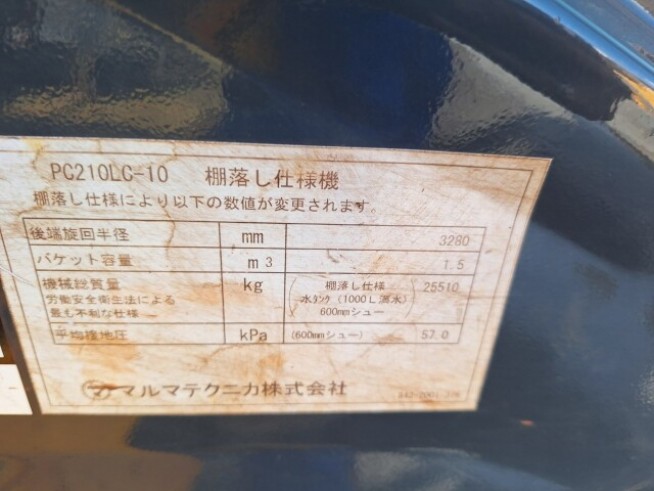 PC210LC-10 棚落し仕様機
棚落し仕様により以下の数値が変更されます。
後端旋回半径 mm 3280
バケット容量 m3 1.5
機械総質量 kg 棚落し仕様 25510
労働安全衛生法による 水タンク (1000L満水)
最も不利な仕様 600mmシュー
平均接地圧 kPa (600mmシュー) 57.0
マルマテクニカ株式会社